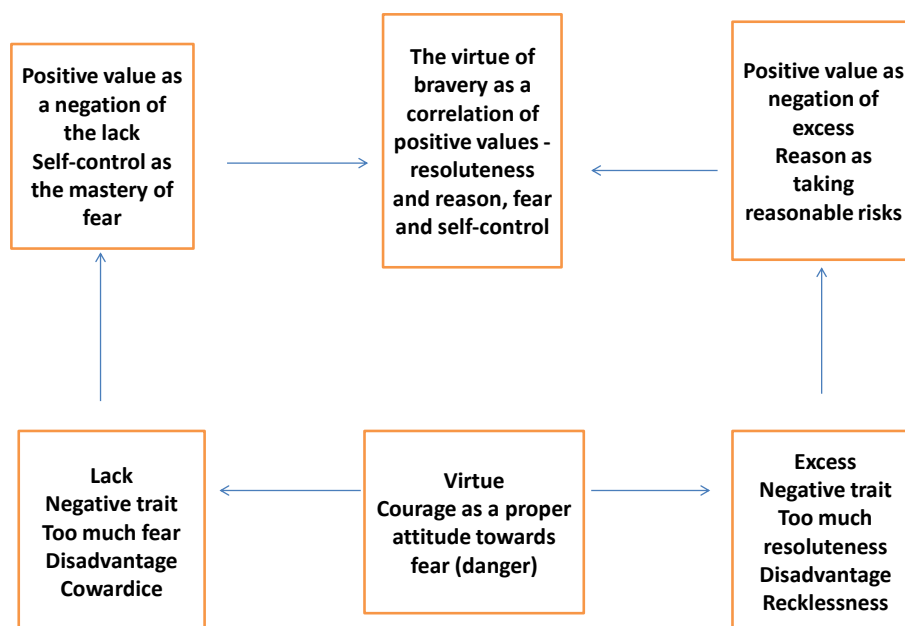 Positive value as
a negation of
the lack
Self-control as
the mastery of
fear
The virtue of
bravery as a
correlation of
positive values -
resoluteness
and reason, fear
and self-control
Positive value as
negation of
excess
Reason as
taking
reasonable risks
Lack
Negative trait
Too much fear
Disadvantage
Cowardice
Virtue
Courage as a proper
attitude towards
fear (danger)
Excess
Negative trait
Too much
resoluteness
Disadvantage
Recklessness